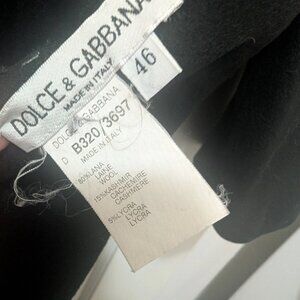 DOLCE & GABBANA
MADE IN ITALY
46
DOLCE & GABBANA
D B320/3697
MADE IN ITALY
80%LANA
LAINE
WOOL
15%KASHMIR
CACHEMIRE
CASHMERE
5%LYCRA
LYCRA
LYCRA